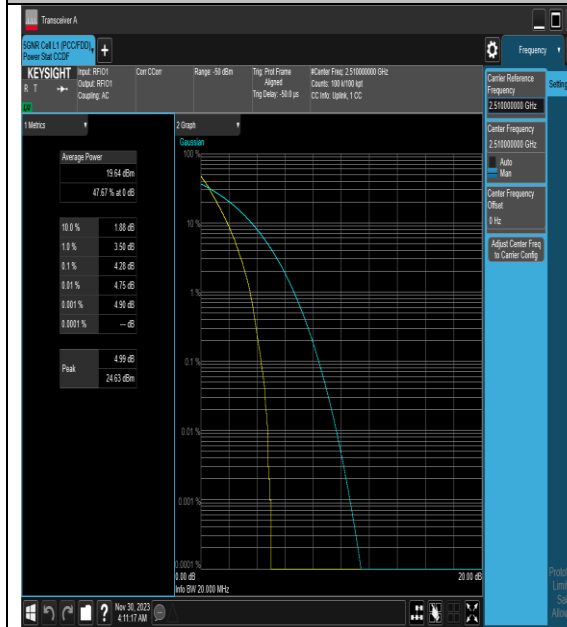 Transceiver A
5GNR Cell L1 (PCC/FDD),
Power Stat CCDF
+
Frequency
KEYSIGHT
R T
Input: RFIO1
Output: RFIO1
Coupling: AC
Corr CCorr
Range: -50 dBm
Trig: Prot Frame
Aligned
Trig Delay: -50.0 µs
#Center Freq: 2.510000000 GHz
Counts: 100 k/100 kpt
CC Info: Uplink, 1 CC
1 Metrics
Average Power
19.64 dBm
47.67 % at 0 dB
10.0 % 1.88 dB
1.0 % 3.50 dB
0.1 % 4.28 dB
0.01 % 4.75 dB
0.001 % 4.90 dB
0.0001 % --- dB
Peak
4.99 dB
24.63 dBm
2 Graph
Gaussian
100 %
10 %
1 %
0.1 %
0.01 %
0.001 %
0.0001 %
0.00 dB
20.00 dB
Info BW 20.000 MHz
Carrier Reference
Frequency
2.510000000 GHz
Center Frequency
2.510000000 GHz
Auto
Man
Center Frequency
Offset
0 Hz
Adjust Center Freq
to Carrier Config
Setting
?
Nov 30, 2023
4:11:17 AM